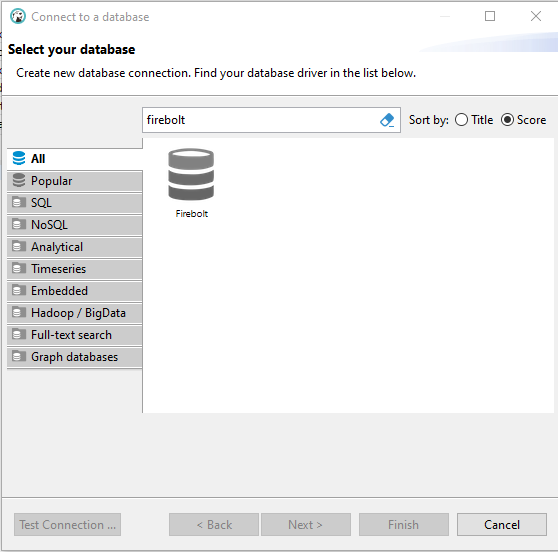 Connect to a database
Select your database
Create new database connection. Find your database driver in the list below.
firebolt
Sort by: Title Score
All
Popular
SQL
NoSQL
Analytical
Timeseries
Embedded
Hadoop / BigData
Full-text search
Graph databases
Firebolt
Test Connection ...
< Back
Next >
Finish
Cancel